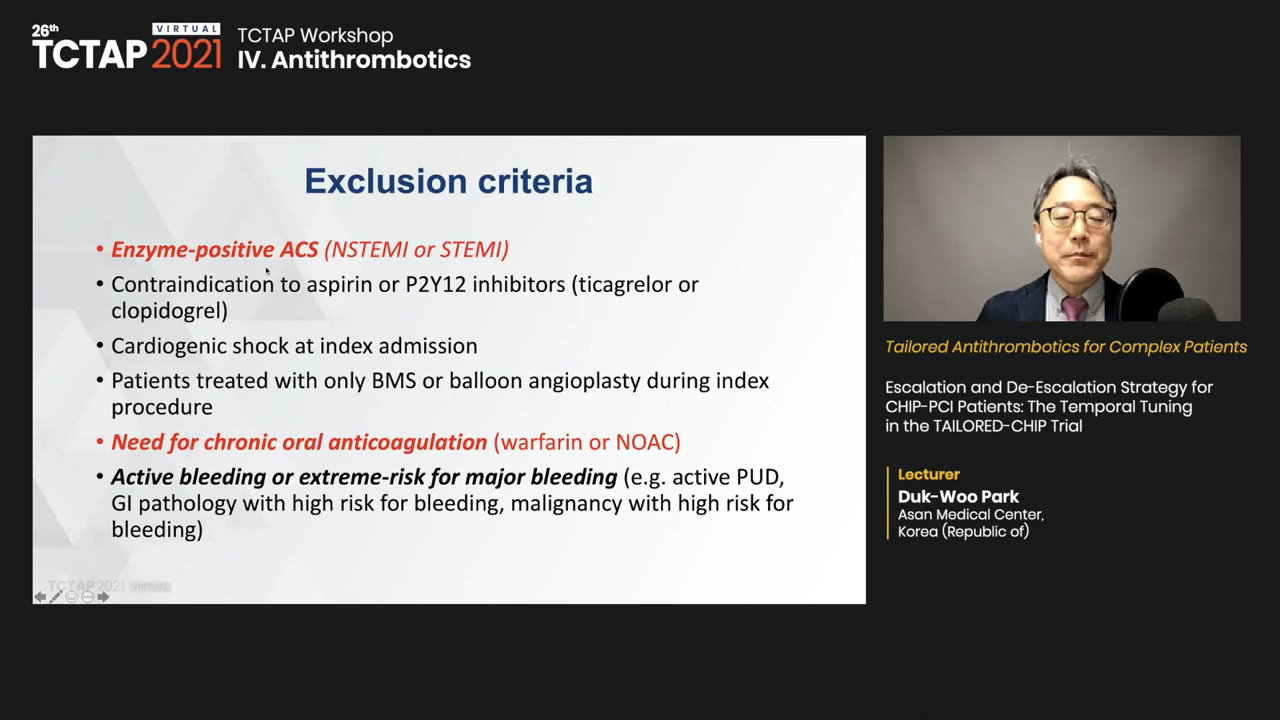 26th
VIRTUAL
TCTAP 2021
TCTAP Workshop
IV. Antithrombotics
Exclusion criteria
• Enzyme-positive ACS (NSTEMI or STEMI)
• Contraindication to aspirin or P2Y12 inhibitors (ticagrelor or
clopidogrel)
• Cardiogenic shock at index admission
• Patients treated with only BMS or balloon angioplasty during index
procedure
• Need for chronic oral anticoagulation (warfarin or NOAC)
• Active bleeding or extreme-risk for major bleeding (e.g. active PUD,
GI pathology with high risk for bleeding, malignancy with high risk for
bleeding)
TCTAP 2021 VIRTUAL
Tailored Antithrombotics for Complex Patients
Escalation and De-Escalation Strategy for
CHIP-PCI Patients: The Temporal Tuning
in the TAILORED-CHIP Trial
Lecturer
Duk-Woo Park
Asan Medical Center,
Korea (Republic of)